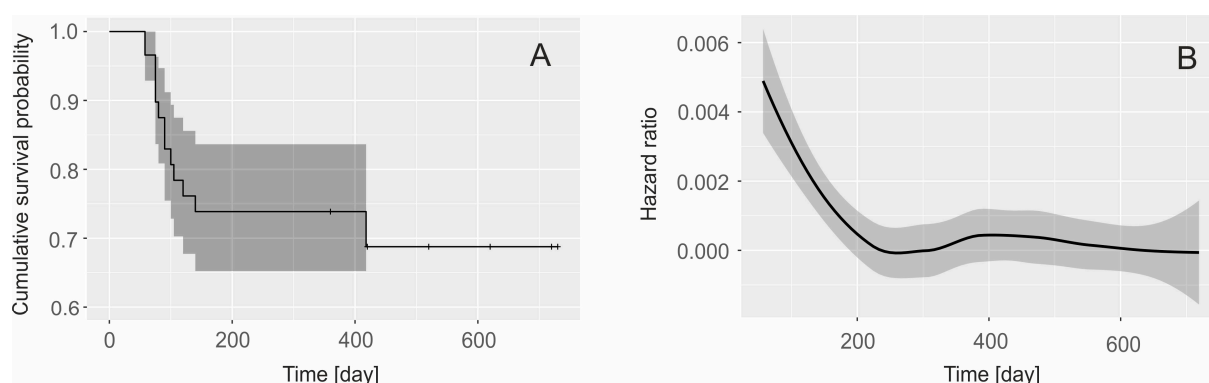 A
Cumulative survival probability
1.0
0.9
0.8
0.7
0.6
0
200
400
600
Time [day]
B
Hazard ratio
0.006
0.004
0.002
0.000
200
400
600
Time [day]